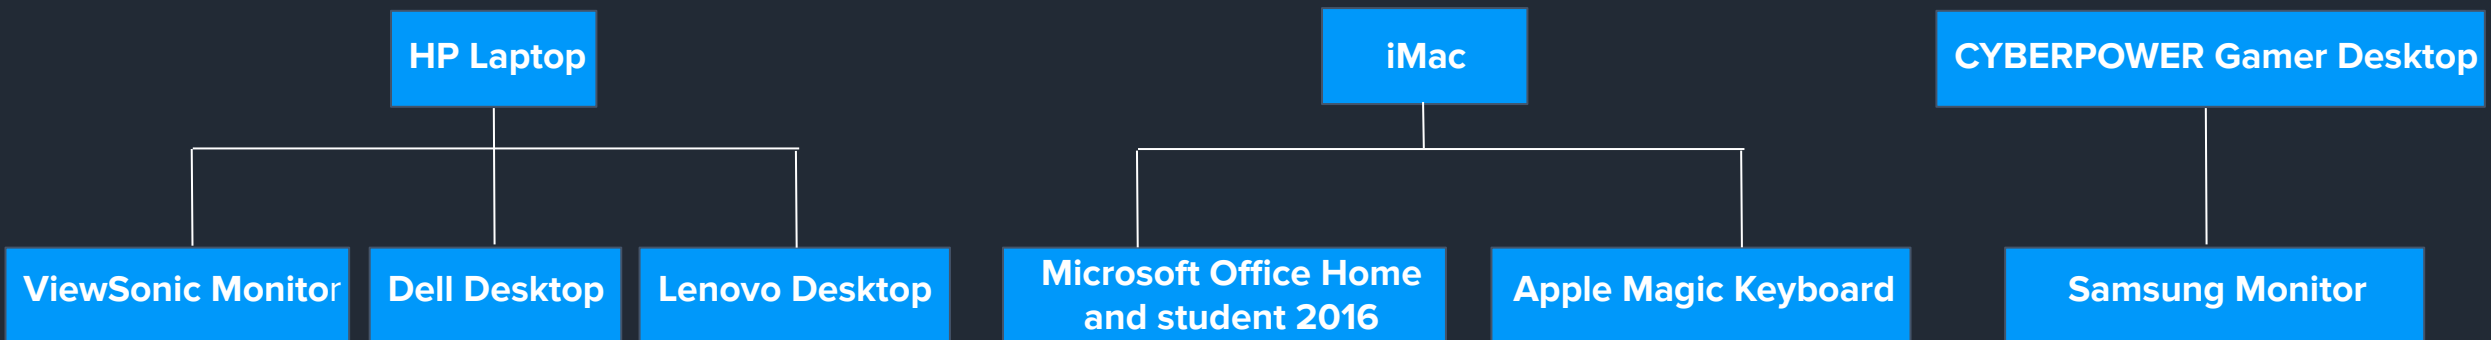 HP Laptop
iMac
CYBERPOWER Gamer Desktop
ViewSonic Monitor
Dell Desktop
Lenovo Desktop
Microsoft Office Home
and student 2016
Apple Magic Keyboard
Samsung Monitor